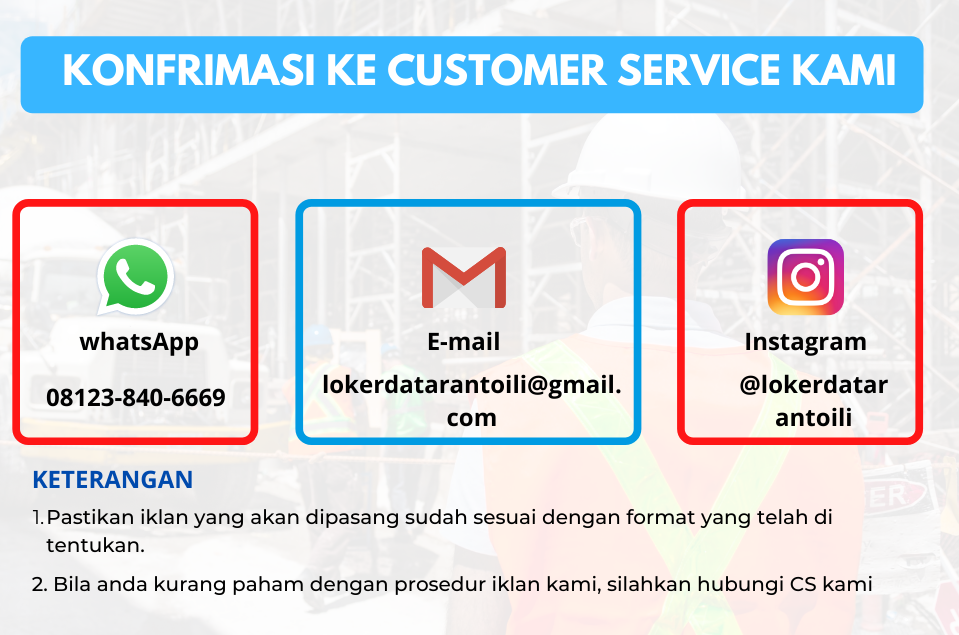 KONFRIMASI KE CUSTOMER SERVICE KAMI
whatsApp
08123-840-6669
E-mail
lokerdatarantoili@gmail.
com
Instagram
@lokerdatar
antoili
KETERANGAN
1.Pastikan iklan yang akan dipasang sudah sesuai dengan format yang telah di
tentukan.
2. Bila anda kurang paham dengan prosedur iklan kami, silahkan hubungi CS kami